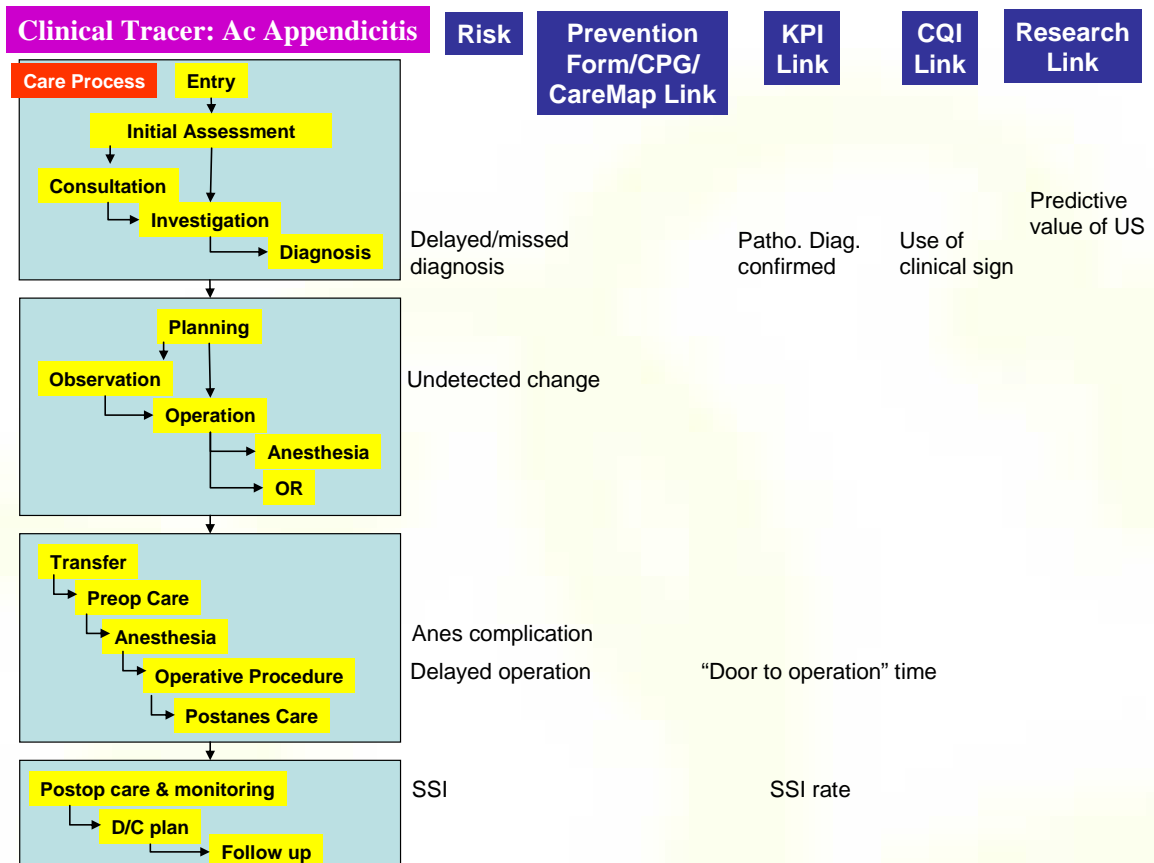 Clinical Tracer: Ac Appendicitis
Risk
Prevention
Form/CPG/
CareMap Link
KPI
Link
CQI
Link
Research
Link
Care Process
Entry
Initial Assessment
Consultation
Investigation
Diagnosis
Delayed/missed
diagnosis
Patho. Diag.
confirmed
Use of
clinical sign
Predictive
value of US
Planning
Observation
Undetected change
Operation
Anesthesia
OR
Transfer
Preop Care
Anesthesia
Anes complication
Operative Procedure
Delayed operation
“Door to operation” time
Postanes Care
Postop care & monitoring
SSI
SSI rate
D/C plan
Follow up